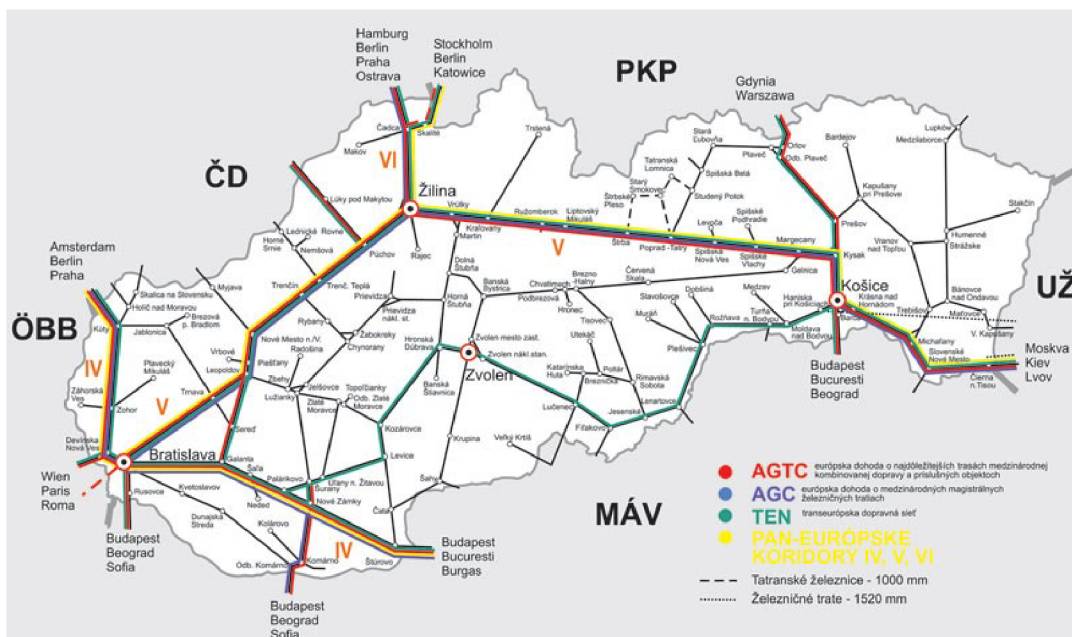 Hamburg
Berlin
Praha
Ostrava
Stockholm
Berlin
Katowice
PKP
Gdynia
Warszawa
ČD
ÖBB
UŽ
MÁV
Amsterdam
Berlin
Praha
Wien
Paris
Roma
Budapest
Beograd
Sofia
Budapest
Beograd
Sofia
Budapest
Bucuresti
Burgas
Budapest
Bucuresti
Beograd
Moskva
Kiev
Lvov
VI
V
IV
V
IV
Čadca
Skalité
Makov
Žilina
Vrútky
Kraľovany
Martin
Trstená
Ružomberok
Liptovský
Mikuláš
Štrba
Štrbské
Pleso
Starý
Smokovec
Tatranská
Lomnica
Poprad-Tatry
Studený Potok
Spišská Belá
Stará
Ľubovňa
Plaveč
Orlov
Odb. Plaveč
Bardejov
Lupków
Medzilaborce
Kapušany
pri Prešove
Prešov
Stakčín
Humenné
Strážske
Vranov
nad Topľou
Levoča
Spišské
Podhradie
Spišská
Nová Ves
Spišské
Vlachy
Margecany
Gelnica
Kysak
Košice
Krásna nad
Hornádom
Barca
Haniska
pri Košiciach
Trebišov
Bánovce
nad Ondavou
Maťovce
V. Kapušany
Michaľany
Slovenské
Nové Mesto
Čierna
n.Tisou
Moldava
nad Bodvou
Turňa
n. Bodvou
Medzev
Rožňava
Dobšiná
Plešivec
Slavošovce
Muráň
Lenartovce
Rimavská
Sobota
Jesenské
Fiľakovo
Lučenec
Breznička
Poltár
Katarínska
Huta
Utekáč
Tisovec
Hronec
Brezno
-Halny
Chvatimech
Podbrezová
Červená
Skala
Banská
Bystrica
Zvolen mesto zast.
Zvolen nákl.stan.
Zvolen
Hronská
Dúbrava
Banská
Štiavnica
Krupina
Veľký Krtíš
Šahy
Čata
Levice
Kozárovce
Horná
Štubňa
Dolná
Štubňa
Prievidza
Prievidza
nákl. st.
Rajec
Lúky pod Makytou
Lednické Rovne
Horné
Srnie
Nemšová
Púchov
Trenč. Teplá
Trenčín
Myjava
Nové Mesto n./V.
Vrbové
Piešťany
Leopoldov
Rybany
Žabokreky
Chynorany
Radošina
Zbehy
Jelšovce
Lužianky
Zlaté
Moravce
Topoľčianky
Odb. Zlaté
Moravce
Skalica na Slovensku
Holíč nad Moravou
Kúty
Jablonica
Brezová
p. Bradlom
Plavecký
Mikuláš
Záhorská
Ves
Zohor
Trnava
Sereď
Galanta
Šaľa
Devínska
Nová Ves
Bratislava
Rusovce
Kvetoslavov
Dunajská
Streda
Neded
Palárikovo
Šurany
Úľany n. Žitavou
Nové Zámky
Kolárovo
Komárno
Odb. Komárno
Štúrovo
AGTC európska dohoda o najdôležitejších trasách medzinárodnej
kombinovanej dopravy a príslušných objektoch
AGC európska dohoda o medzinárodných magistrálnych
železničných tratiach
TEN transeurópska dopravná sieť
PAN-EURÓPSKE
KORIDORY IV, V, VI
Tatranské železnice - 1000 mm
Železničné trate - 1520 mm